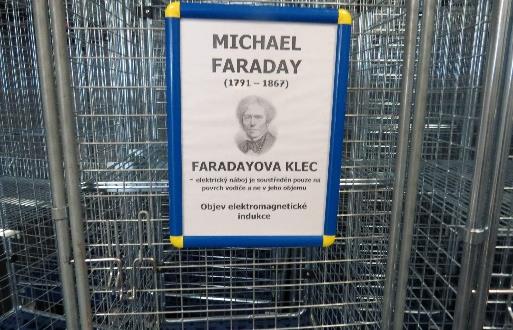 MICHAEL
FARADAY
(1791 – 1867)
FARADAYOVA KLEC
- elektrický náboj je soustředěn pouze na
povrch vodiče a ne v jeho objemu
Objev elektromagnetické
indukce